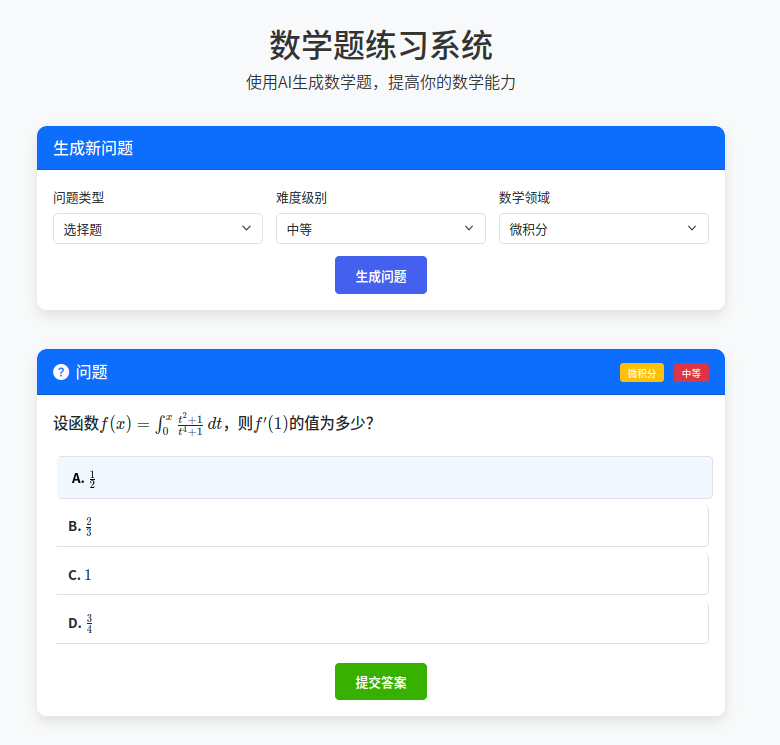 数学题练习系统
使用AI生成数学题，提高你的数学能力
生成新问题
问题类型 难度级别 数学领域
选择题 中等 微积分
生成问题
? 问题 微积分 中等
设函数$f(x) = \int_0^x \frac{t^2+1}{t^4+1} \, dt$，则$f'(1)$的值为多少?
A. $\frac{1}{2}$
B. $\frac{2}{3}$
C. $1$
D. $\frac{3}{4}$
提交答案